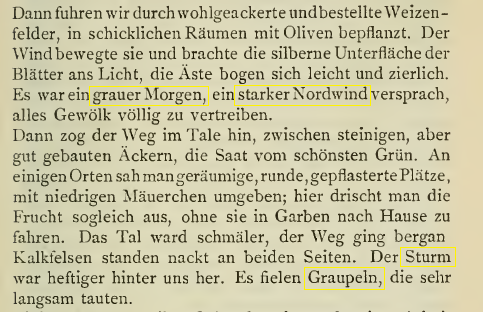 Dann fuhren wir durch wohlgeackerte und bestellte Weizen-
felder, in schicklichen Räumen mit Oliven bepflanzt. Der
Wind bewegte sie und brachte die silberne Unterfläche der
Blätter ans Licht, die Äste bogen sich leicht und zierlich.
Es war ein grauer Morgen, ein starker Nordwind versprach,
alles Gewölk völlig zu vertreiben.
Dann zog der Weg im Tale hin, zwischen steinigen, aber
gut gebauten Äckern, die Saat vom schönsten Grün. An
einigen Orten sah man geräumige, runde, gepflasterte Plätze,
mit niedrigen Mäuerchen umgeben; hier drischt man die
Frucht sogleich aus, ohne sie in Garben nach Hause zu
fahren. Das Tal ward schmäler, der Weg ging bergan
Kalkfelsen standen nackt an beiden Seiten. Der Sturm
war heftiger hinter uns her. Es fielen Graupeln, die sehr
langsam tauten.